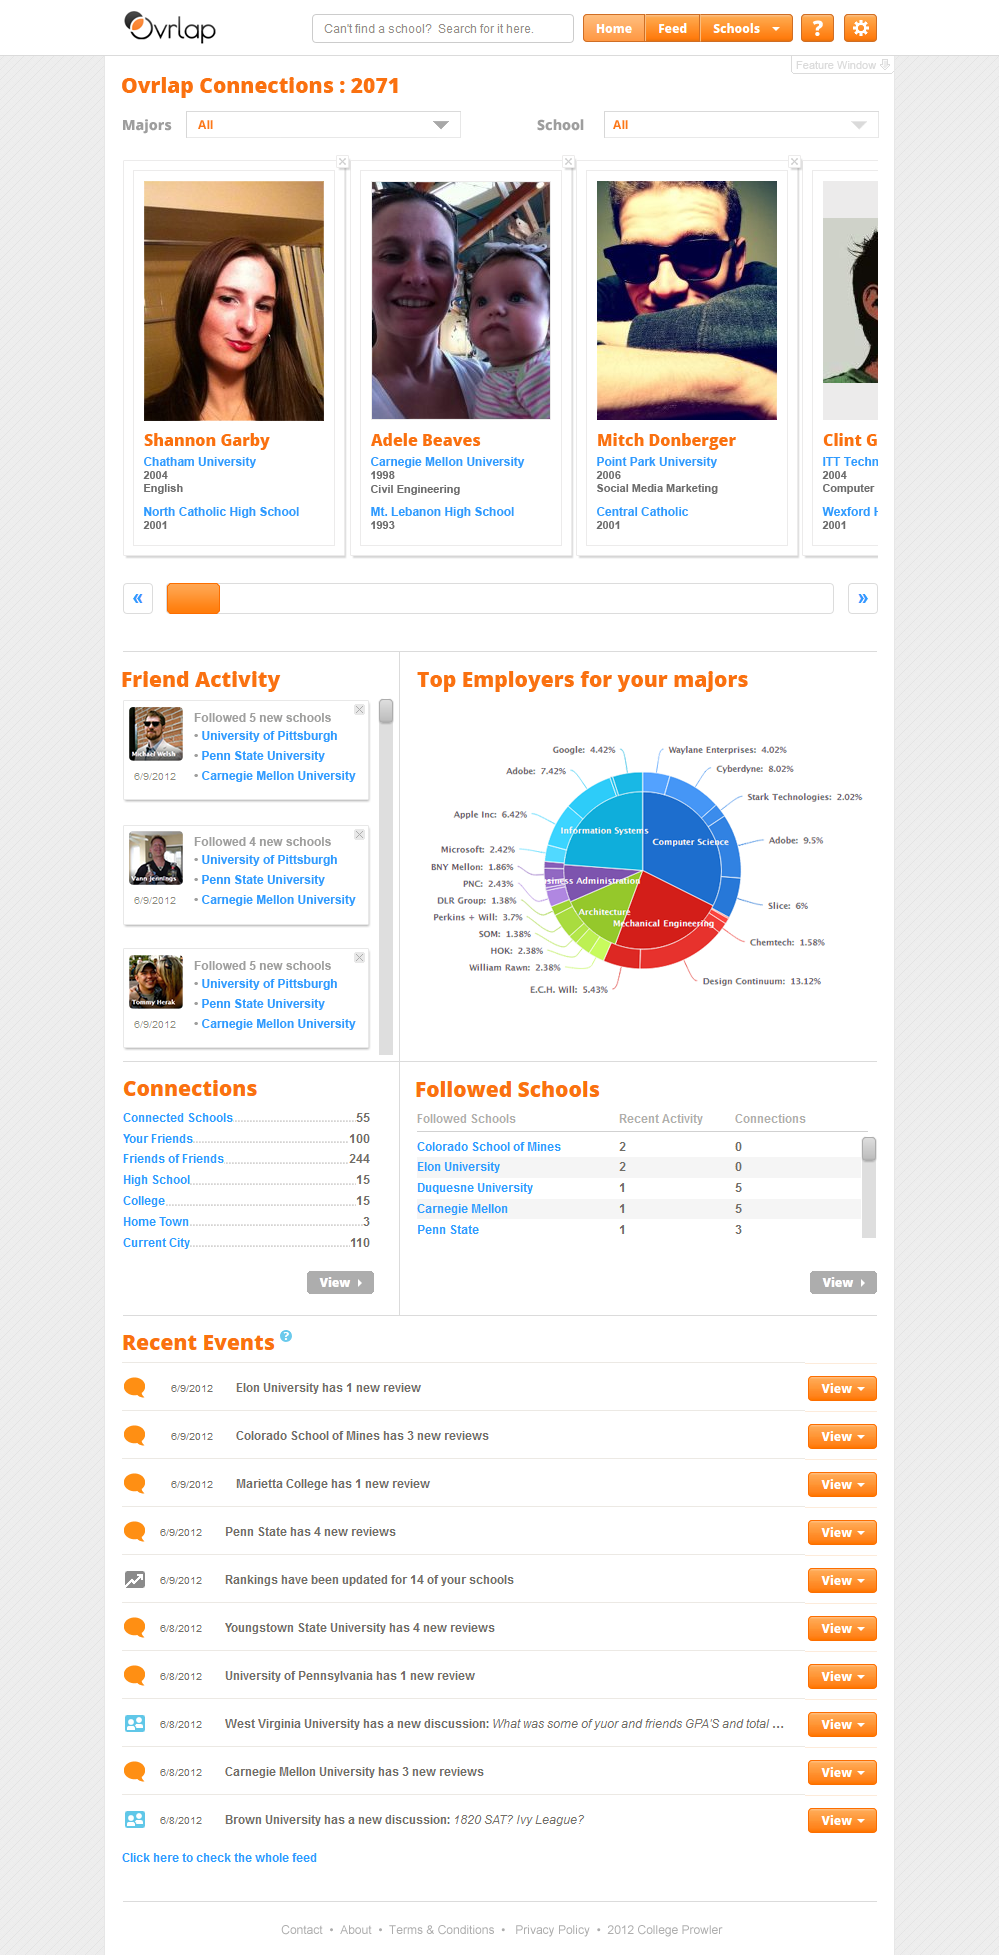 Ovrlap
Can't find a school? Search for it here.
Home Feed Schools ?
Feature Window
Ovrlap Connections : 2071
Majors All School All
Shannon Garby
Chatham University
2004
English
North Catholic High School
2001
Adele Beaves
Carnegie Mellon University
1998
Civil Engineering
Mt. Lebanon High School
1993
Mitch Donberger
Point Park University
2006
Social Media Marketing
Central Catholic
2001
Clint G
ITT Techn
2004
Computer
Wexford H
2001
« »
Friend Activity
Michael Welsh
6/9/2012
Followed 5 new schools
• University of Pittsburgh
• Penn State University
• Carnegie Mellon University
Vann Jennings
6/9/2012
Followed 4 new schools
• University of Pittsburgh
• Penn State University
• Carnegie Mellon University
Tommy Herak
6/9/2012
Followed 5 new schools
• University of Pittsburgh
• Penn State University
• Carnegie Mellon University
Top Employers for your majors
Google: 4.42%
Adobe: 7.42%
Apple Inc: 6.42%
Microsoft: 2.42%
BNY Mellon: 1.86%
PNC: 2.43%
DLR Group: 1.38%
Perkins + Will: 3.7%
SOM: 1.38%
HOK: 2.38%
William Rawn: 2.38%
E.C.H. Will: 5.43%
Waylane Enterprises: 4.02%
Cyberdyne: 8.02%
Stark Technologies: 2.02%
Adobe: 9.5%
Slice: 6%
Chemtech: 1.58%
Design Continuum: 13.12%
Information Systems
Computer Science
siness Administration
Architecture
Mechanical Engineering
Connections
Connected Schools 55
Your Friends 100
Friends of Friends 244
High School 15
College 15
Home Town 3
Current City 110
View
Followed Schools
Followed Schools Recent Activity Connections
Colorado School of Mines 2 0
Elon University 2 0
Duquesne University 1 5
Carnegie Mellon 1 5
Penn State 1 3
View
Recent Events ?
6/9/2012 Elon University has 1 new review View
6/9/2012 Colorado School of Mines has 3 new reviews View
6/9/2012 Marietta College has 1 new review View
6/9/2012 Penn State has 4 new reviews View
6/9/2012 Rankings have been updated for 14 of your schools View
6/8/2012 Youngstown State University has 4 new reviews View
6/8/2012 University of Pennsylvania has 1 new review View
6/8/2012 West Virginia University has a new discussion: What was some of yuor and friends GPA'S and total ... View
6/8/2012 Carnegie Mellon University has 3 new reviews View
6/8/2012 Brown University has a new discussion: 1820 SAT? Ivy League? View
Click here to check the whole feed
Contact • About • Terms & Conditions • Privacy Policy • 2012 College Prowler